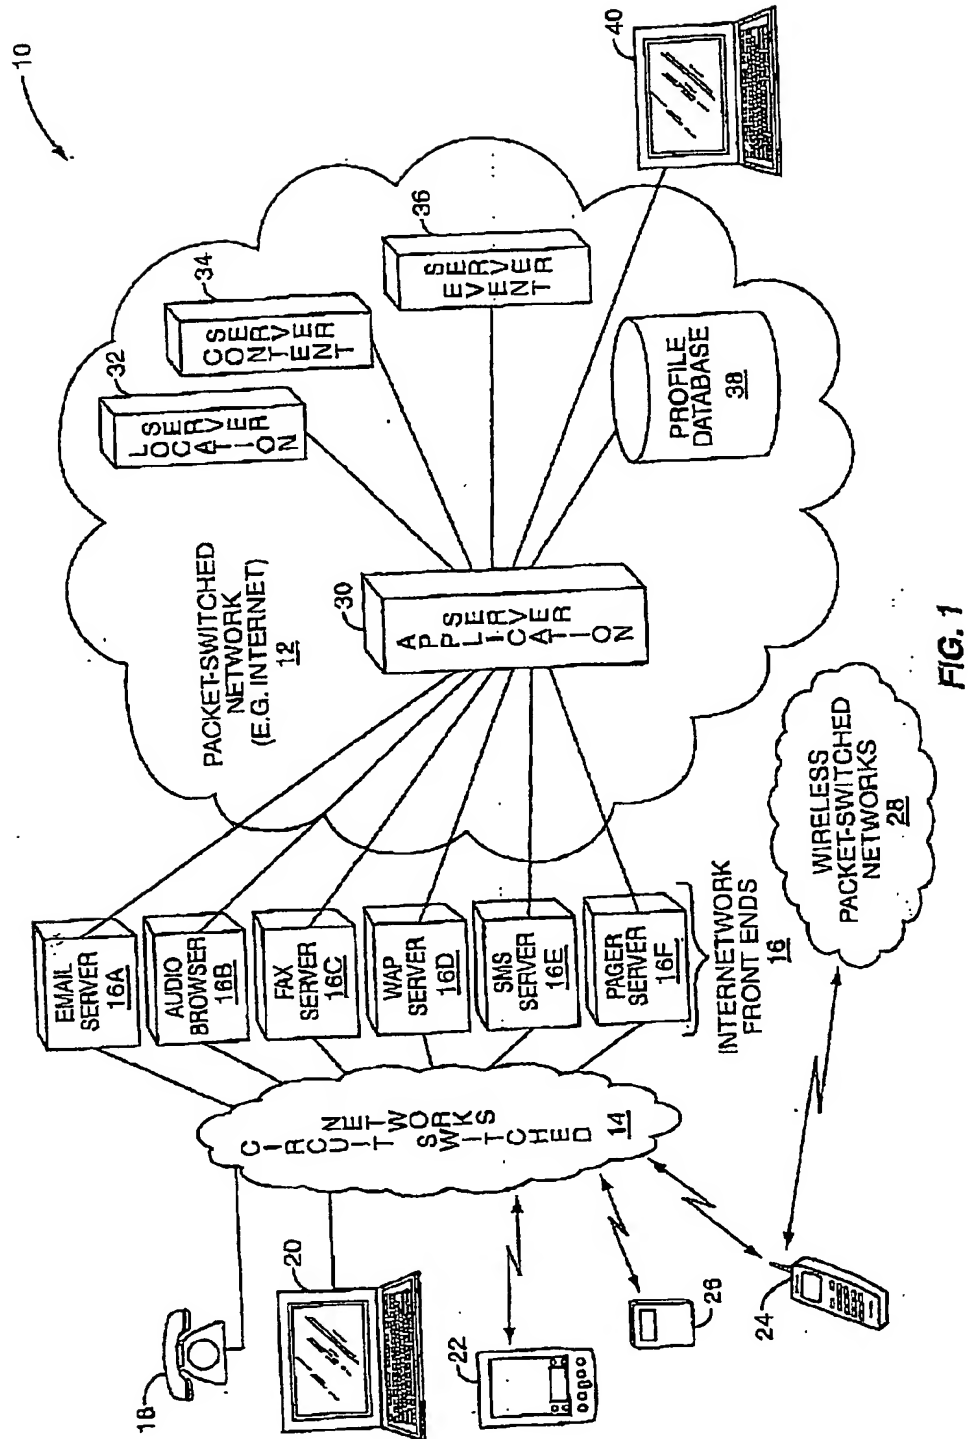 10
40
36
34
32
SERVER
EVENT
SERVER
CONTENT
SERVER
LOCATION
PROFILE
DATABASE
38
PACKET-SWITCHED
NETWORK
(E.G. INTERNET)
12
30
SERVER
APPLICATION
EMAIL
SERVER
16A
AUDIO
BROWSER
16B
FAX
SERVER
16C
WAP
SERVER
16D
SMS
SERVER
16E
PAGER
SERVER
16F
INTERNETWORK
FRONT ENDS
16
WIRELESS
PACKET-SWITCHED
NETWORKS
28
CIRCUIT SWITCHED
NETWORKS
14
18
20
22
26
24
FIG. 1